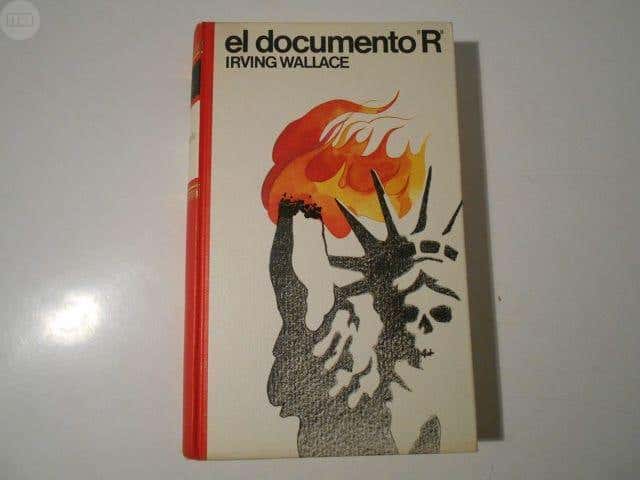 el documento "R"
IRVING WALLACE